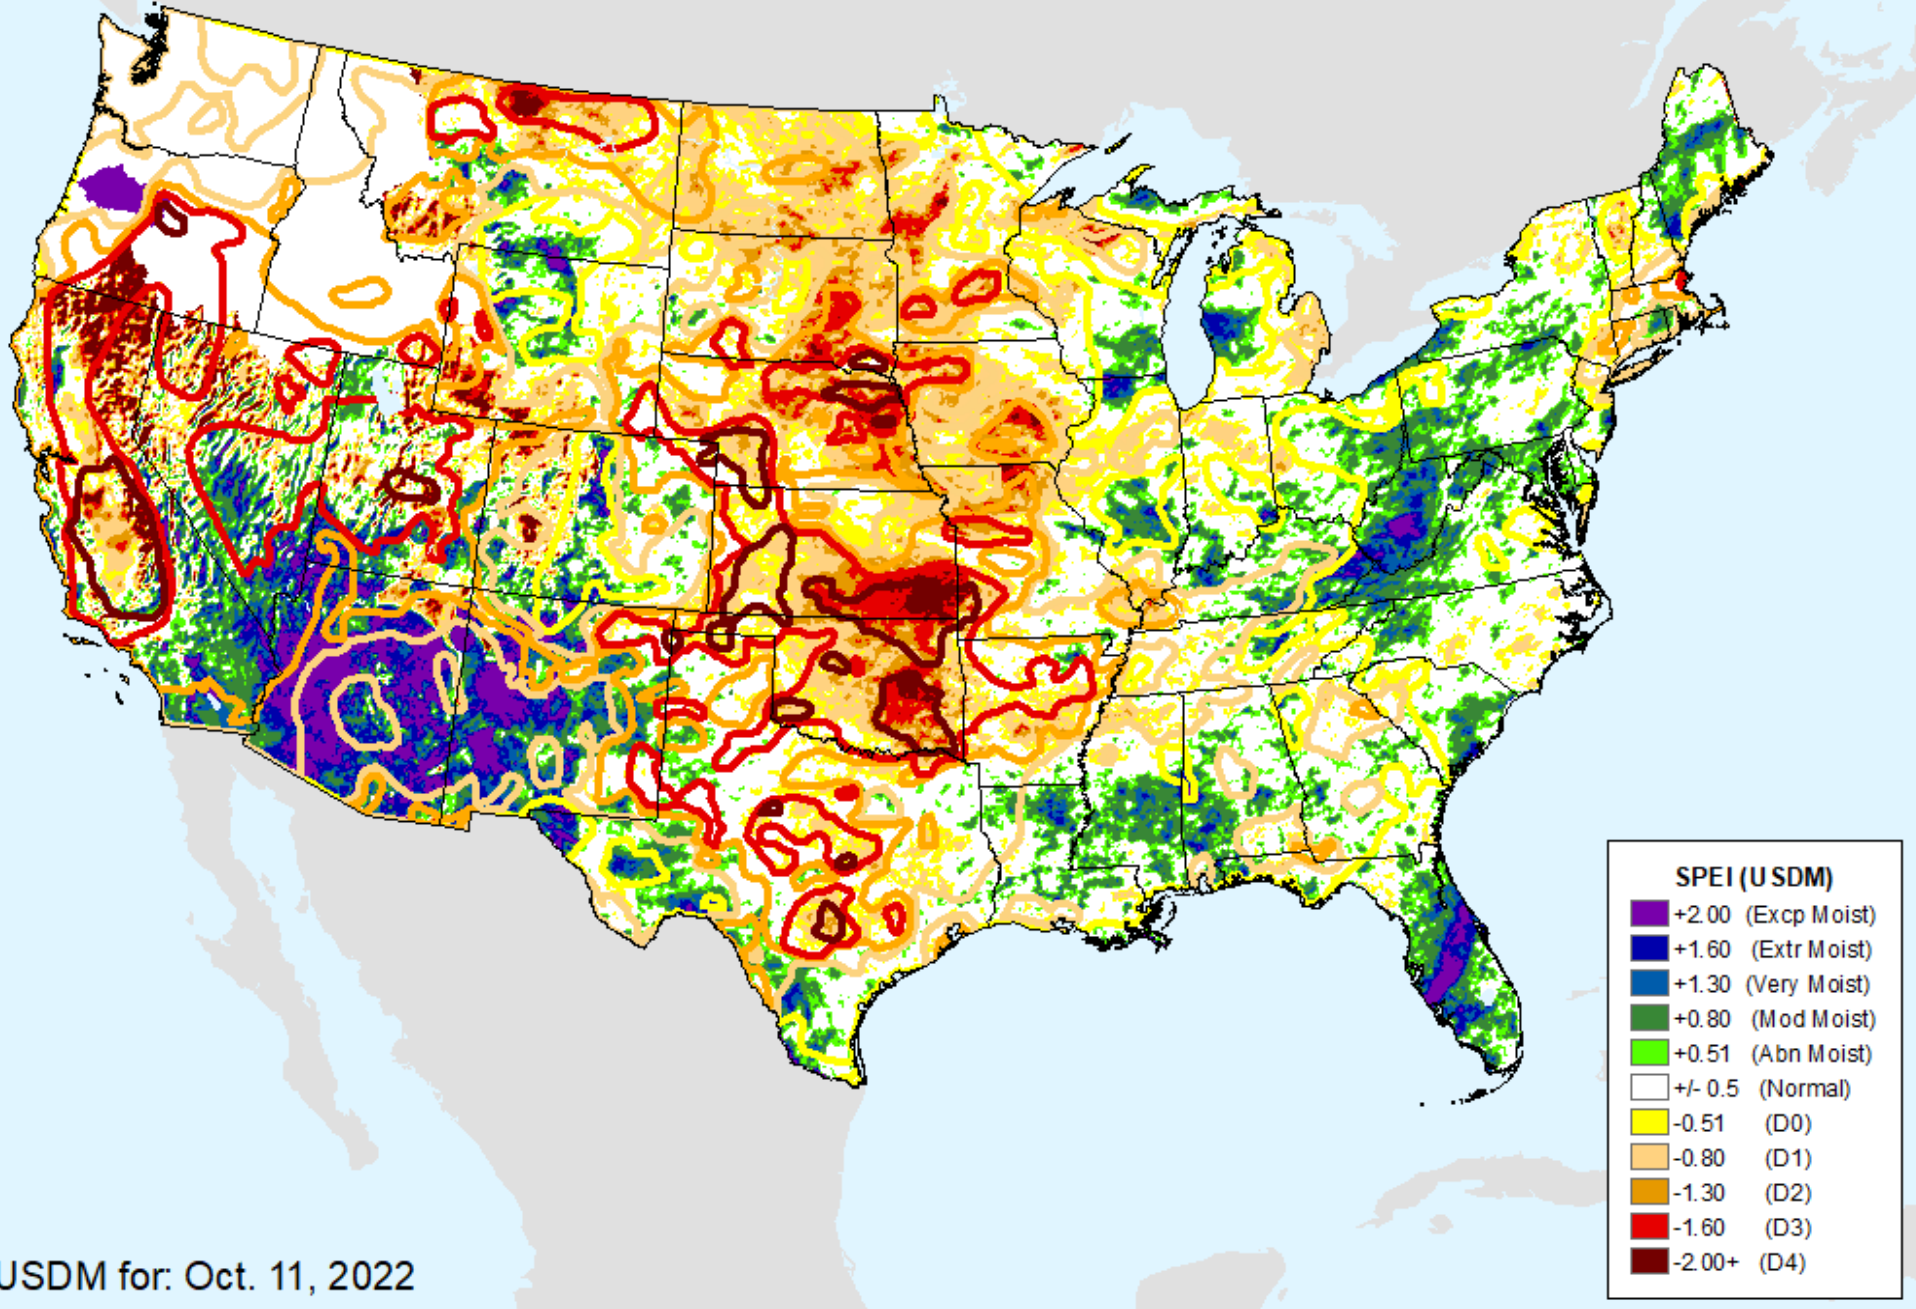 SPEI (USDM)
+2.00 (Excp Moist)
+1.60 (Extr Moist)
+1.30 (Very Moist)
+0.80 (Mod Moist)
+0.51 (Abn Moist)
+/- 0.5 (Normal)
-0.51 (D0)
-0.80 (D1)
-1.30 (D2)
-1.60 (D3)
-2.00+ (D4)
USDM for: Oct. 11, 2022